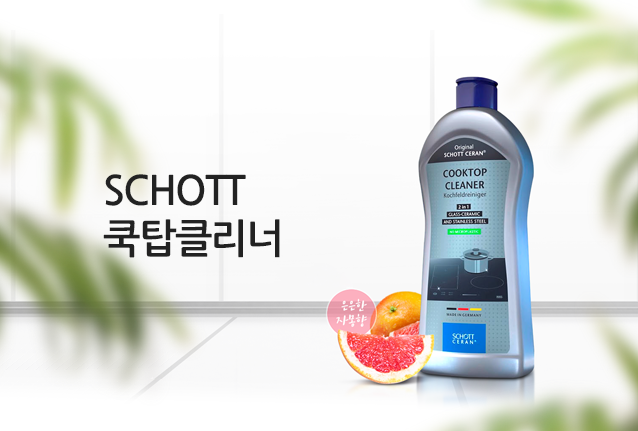 SCHOTT
쿡탑클리너
Original
SCHOTT CERAN®
COOKTOP
CLEANER
Kochfeldreiniger
2 in 1
GLASS-CERAMIC
AND STAINLESS STEEL
MADE IN GERMANY
SCHOTT
CERAN®
은은한
자몽향